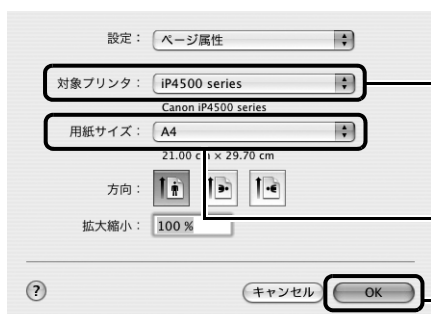 設定： ページ属性
対象プリンタ： iP4500 series
Canon iP4500 series
用紙サイズ： A4
21.00 cm × 29.70 cm
方向：
拡大縮小： 100 %
? キャンセル OK